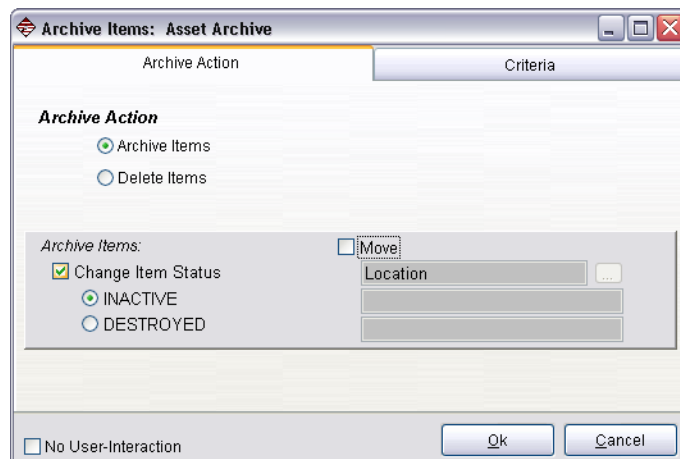 Archive Items: Asset Archive
Archive Action
Criteria
Archive Action
Archive Items
Delete Items
Archive Items:
Move
Change Item Status
Location
...
INACTIVE
DESTROYED
No User-Interaction
Ok
Cancel